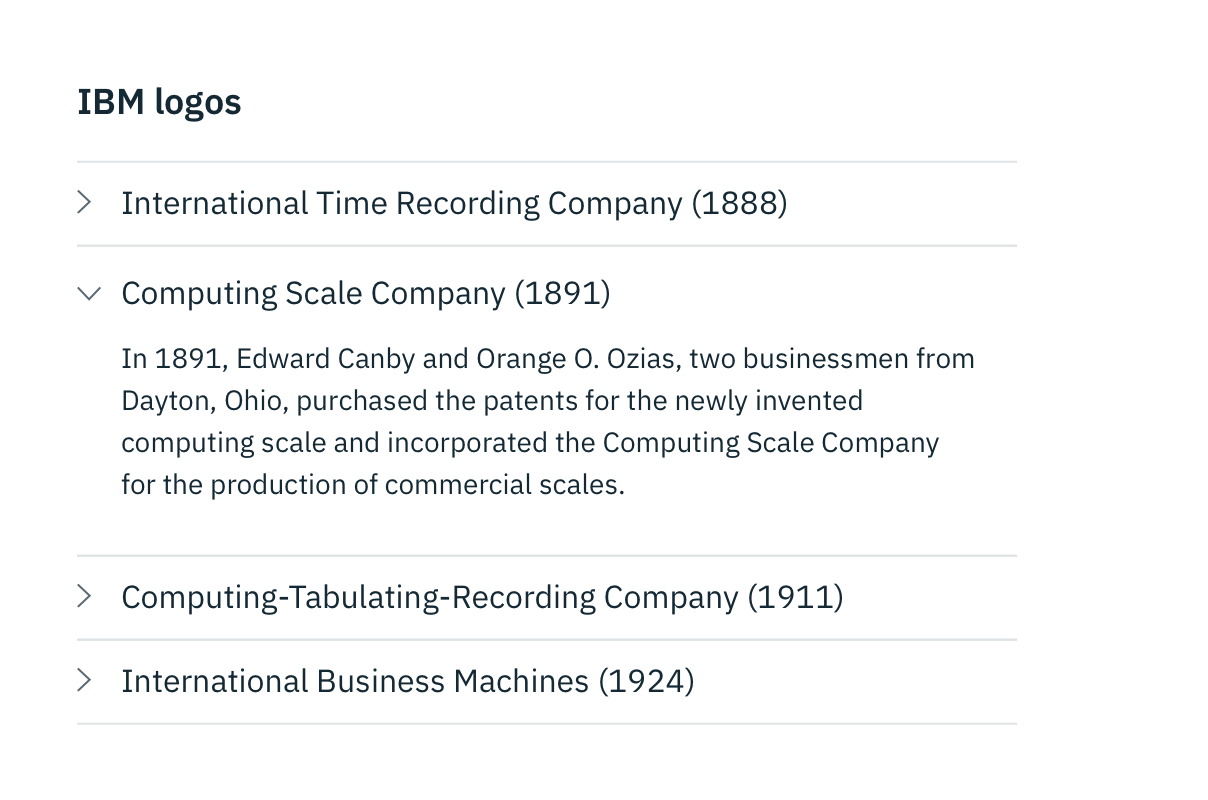 IBM logos
International Time Recording Company (1888)
Computing Scale Company (1891)
In 1891, Edward Canby and Orange O. Ozias, two businessmen from
Dayton, Ohio, purchased the patents for the newly invented
computing scale and incorporated the Computing Scale Company
for the production of commercial scales.
Computing-Tabulating-Recording Company (1911)
International Business Machines (1924)